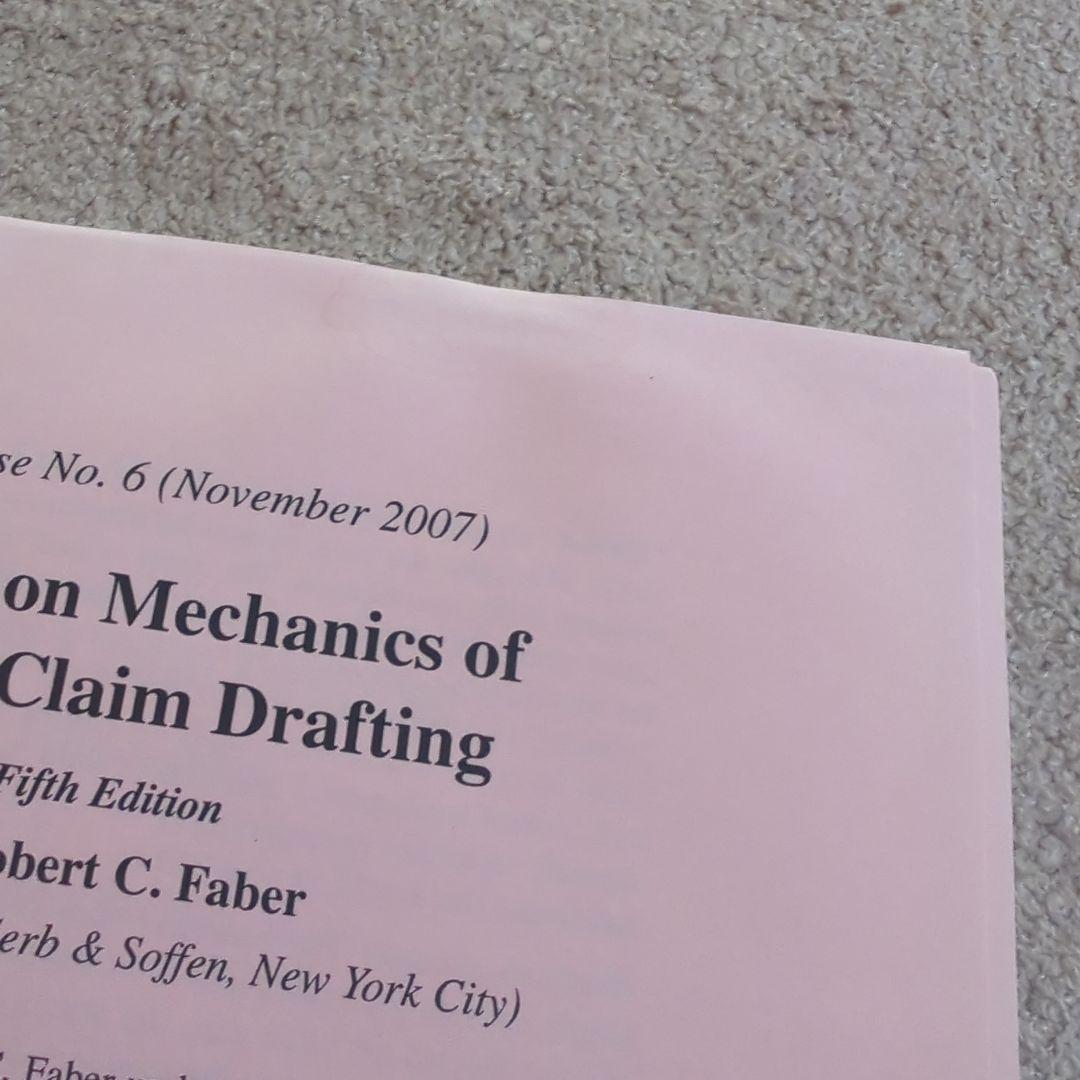 se No. 6 (November 2007)
on Mechanics of
Claim Drafting
Fifth Edition
obert C. Faber
erb & Soffen, New York City)
C. Faber